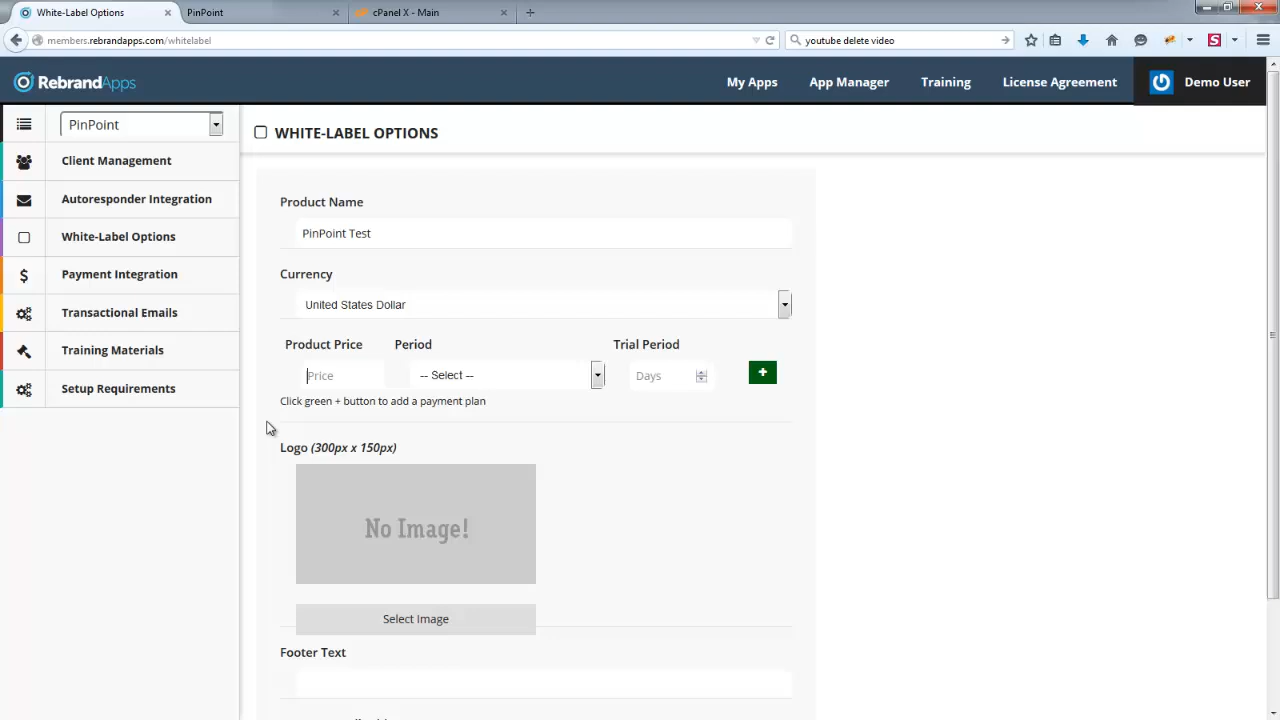 White-Label Options
PinPoint
cPanel X - Main
members.rebrandapps.com/whitelabel
youtube delete video
RebrandApps
My Apps
App Manager
Training
License Agreement
Demo User
PinPoint
Client Management
Autoresponder Integration
White-Label Options
Payment Integration
Transactional Emails
Training Materials
Setup Requirements
WHITE-LABEL OPTIONS
Product Name
PinPoint Test
Currency
United States Dollar
Product Price Period Trial Period
Price -- Select -- Days +
Click green + button to add a payment plan
Logo (300px x 150px)
No Image!
Select Image
Footer Text